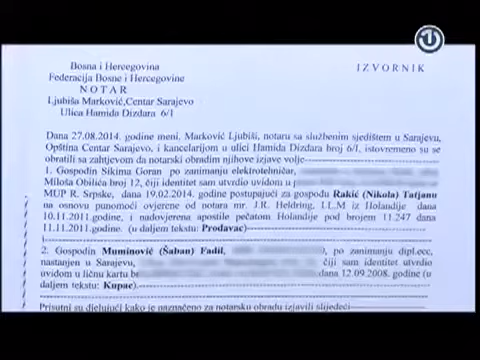 1
Bosna i Hercegovina
Federacija Bosne i Hercegovine
N O T A R
Ljubiša Marković,Centar Sarajevo
Ulica Hamida Dizdara 6/I
I Z V O R N I K
Dana 27.08.2014. godine meni, Marković Ljubiši, notaru sa službenim sjedištem u Sarajevu,
Opština Centar Sarajevo, i kancelarijom u ulici Hamida Dizdara broj 6/I, istovremeno su se
obratili sa zahtjevom da notarski obradim njihove izjave volje
1. Gospodin Sikima Goran po zanimanju elektrotehničar,
Miloša Obilića broj 12, čiji identitet sam utvrdio uvidom u
MUP R. Srpske, dana 19.02.2014. godine postupajući za gospođu Rakić (Nikola) Tatjanu
na osnovu punomoći ovjerene od notara mr. J.R. Heldring, LL.M iz Holandije dana
10.11.2011.godine, i nadovjerena apostile pečatom Holandije pod brojem 11.247 dana
11.11.2011. godine (u daljem tekstu: Prodavac)
2. Gospodin Muminović (Šaban) Fadil, po zanimanju dipl.ecc,
nastanjen u Sarajevu, čiji sam identitet utvrdio
uvidom u ličnu kartu dana 12.09.2008. godine (u
daljem tekstu: Kupac)
Prisutni su djelujući kako je naznačeno za notarsku obradu izjavili slijedeći